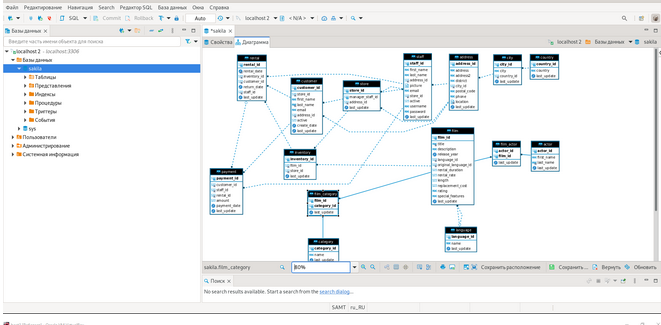 Файл Редактирование Навигация Search Редактор SQL База данных Окна Справка
SQL Commit Rollback Auto localhost 2 < N/A >
Базы данных
Введите часть имени объекта для поиска
localhost 2 localhost:3306
Базы данных
sakila
Таблицы
Представления
Индексы
Процедуры
Триггеры
События
sys
Пользователи
Администрирование
Системная информация
*sakila
Свойства Диаграмма
localhost 2 Базы данных sakila
rental
rental_id
rental_date
inventory_id
customer_id
return_date
staff_id
last_update
customer
customer_id
store_id
first_name
last_name
email
address_id
active
create_date
last_update
store
store_id
manager_staff_id
address_id
last_update
staff
staff_id
first_name
last_name
address_id
picture
email
store_id
active
username
password
last_update
address
address_id
address
address2
district
city_id
postal_code
phone
location
last_update
city
city_id
city
country_id
last_update
country
country_id
country
last_update
inventory
inventory_id
film_id
store_id
last_update
film
film_id
title
description
release_year
language_id
original_language_id
rental_duration
rental_rate
length
replacement_cost
rating
special_features
last_update
film_actor
actor_id
film_id
last_update
actor
actor_id
first_name
last_name
last_update
payment
payment_id
customer_id
staff_id
rental_id
amount
payment_date
last_update
film_category
film_id
category_id
last_update
category
category_id
name
last_update
language
language_id
name
last_update
sakila.film_category 80% Сохранить расположение Сохранить... Вернуть Обновить
Поиск
No search results available. Start a search from the search dialog...
SAMT ru_RU